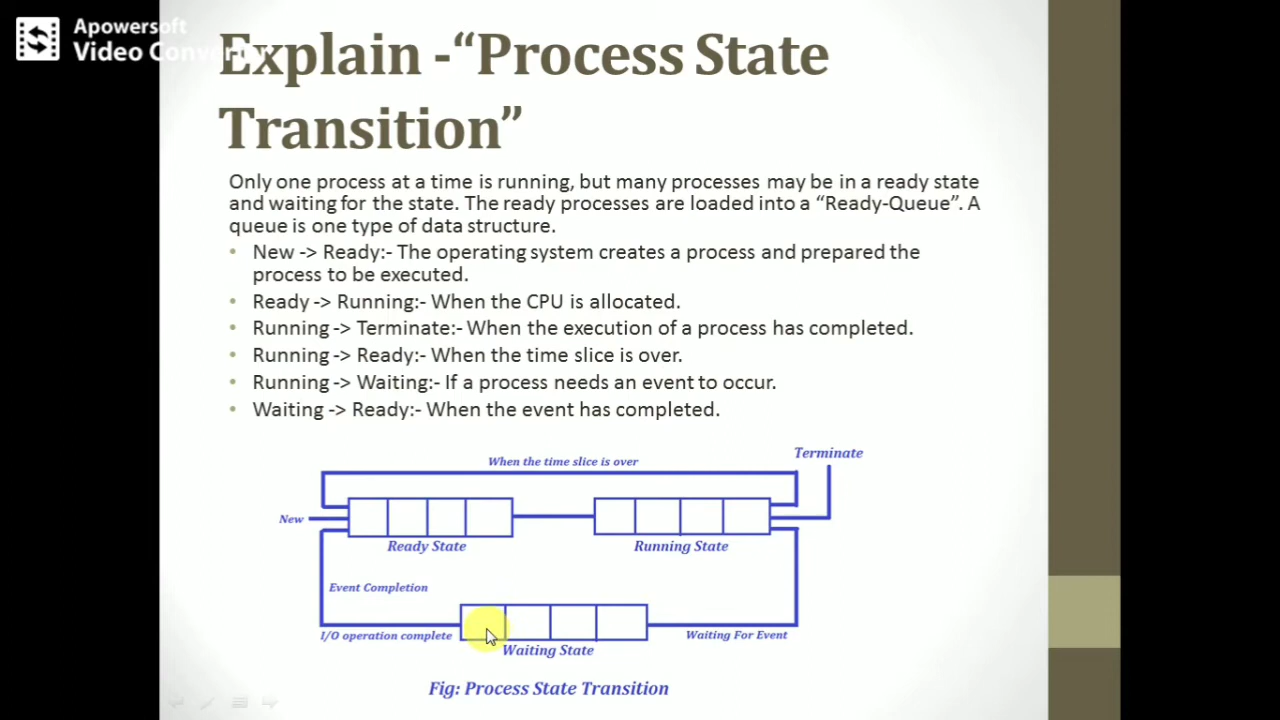 Apowersoft
Video Conver
Explain -“Process State
Transition”
Only one process at a time is running, but many processes may be in a ready state
and waiting for the state. The ready processes are loaded into a “Ready-Queue”. A
queue is one type of data structure.
• New -> Ready:- The operating system creates a process and prepared the
process to be executed.
• Ready -> Running:- When the CPU is allocated.
• Running -> Terminate:- When the execution of a process has completed.
• Running -> Ready:- When the time slice is over.
• Running -> Waiting:- If a process needs an event to occur.
• Waiting -> Ready:- When the event has completed.
Terminate
When the time slice is over
New
Ready State
Running State
Event Completion
I/O operation complete
Waiting For Event
Waiting State
Fig: Process State Transition